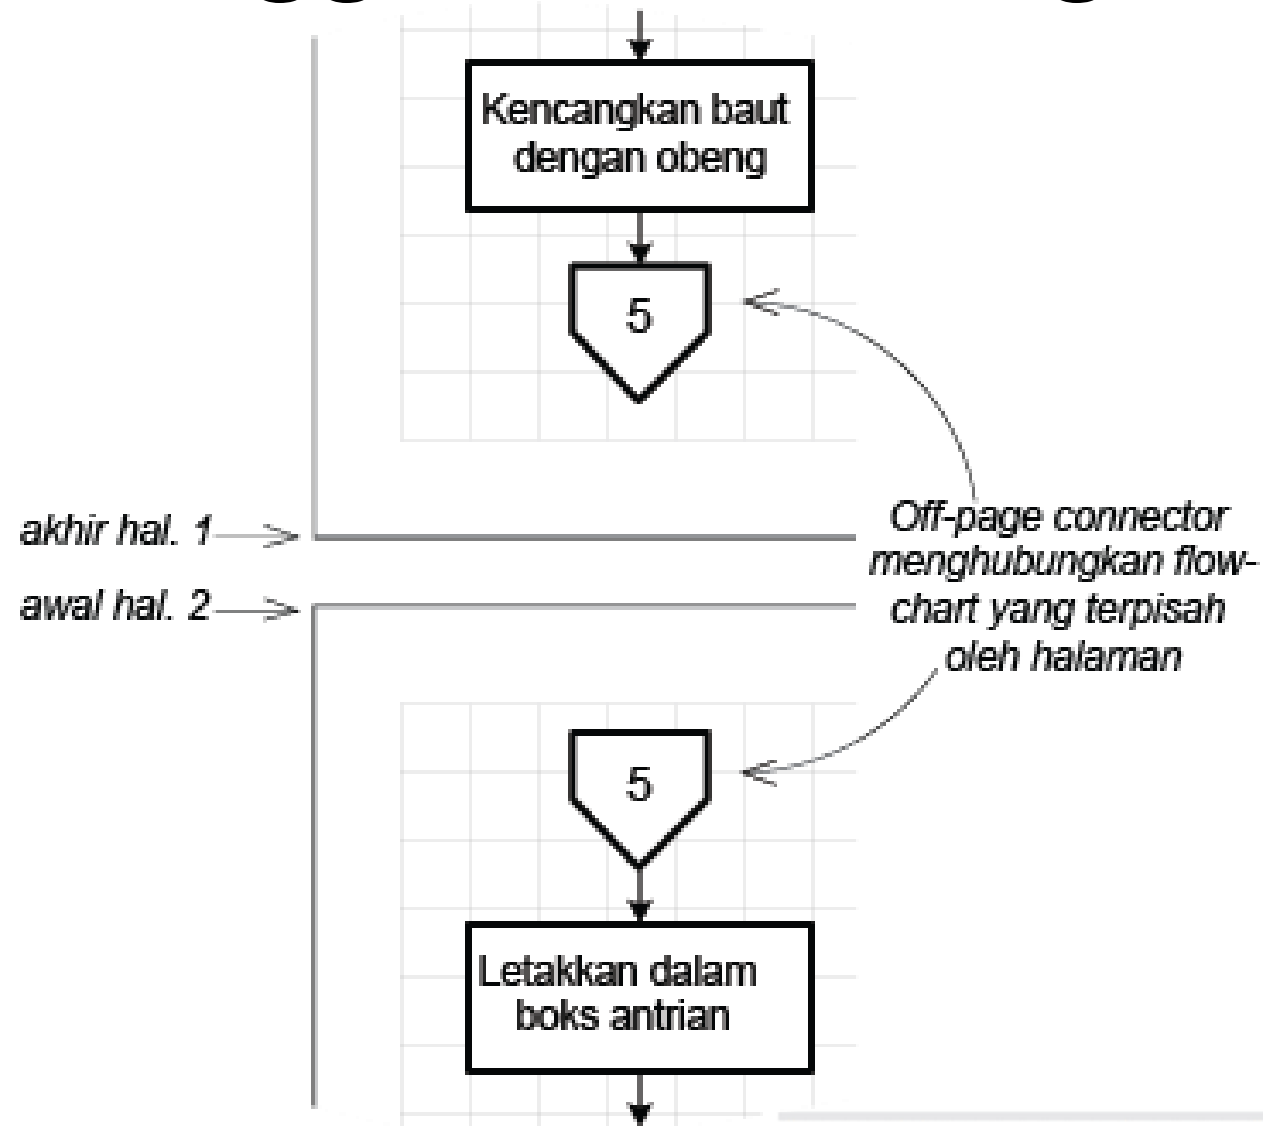 Kencangkan baut
dengan obeng
5
akhir hal. 1
awal hal. 2
Off-page connector
menghubungkan flow-
chart yang terpisah
oleh halaman
5
Letakkan dalam
boks antrian